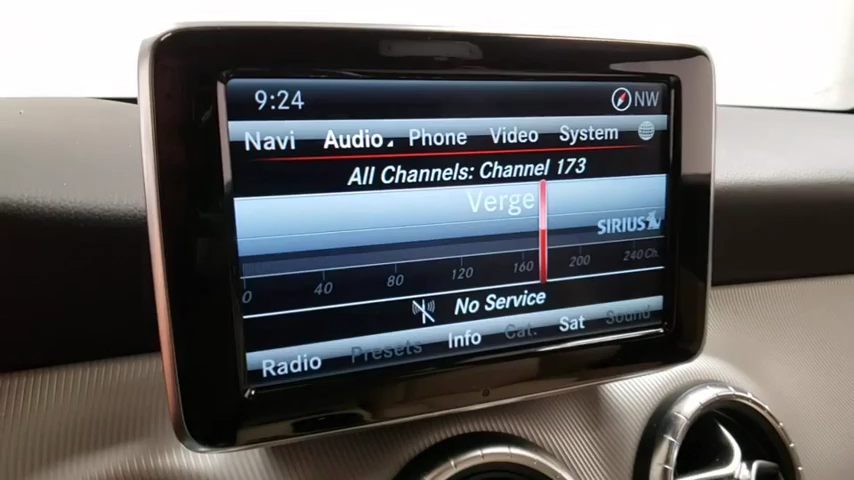 9:24 NW
Navi Audio Phone Video System
All Channels: Channel 173
Verge
SIRIUS
0 40 80 120 160 200 240 Ch.
No Service
Radio Presets Info Cat. Sat Sound